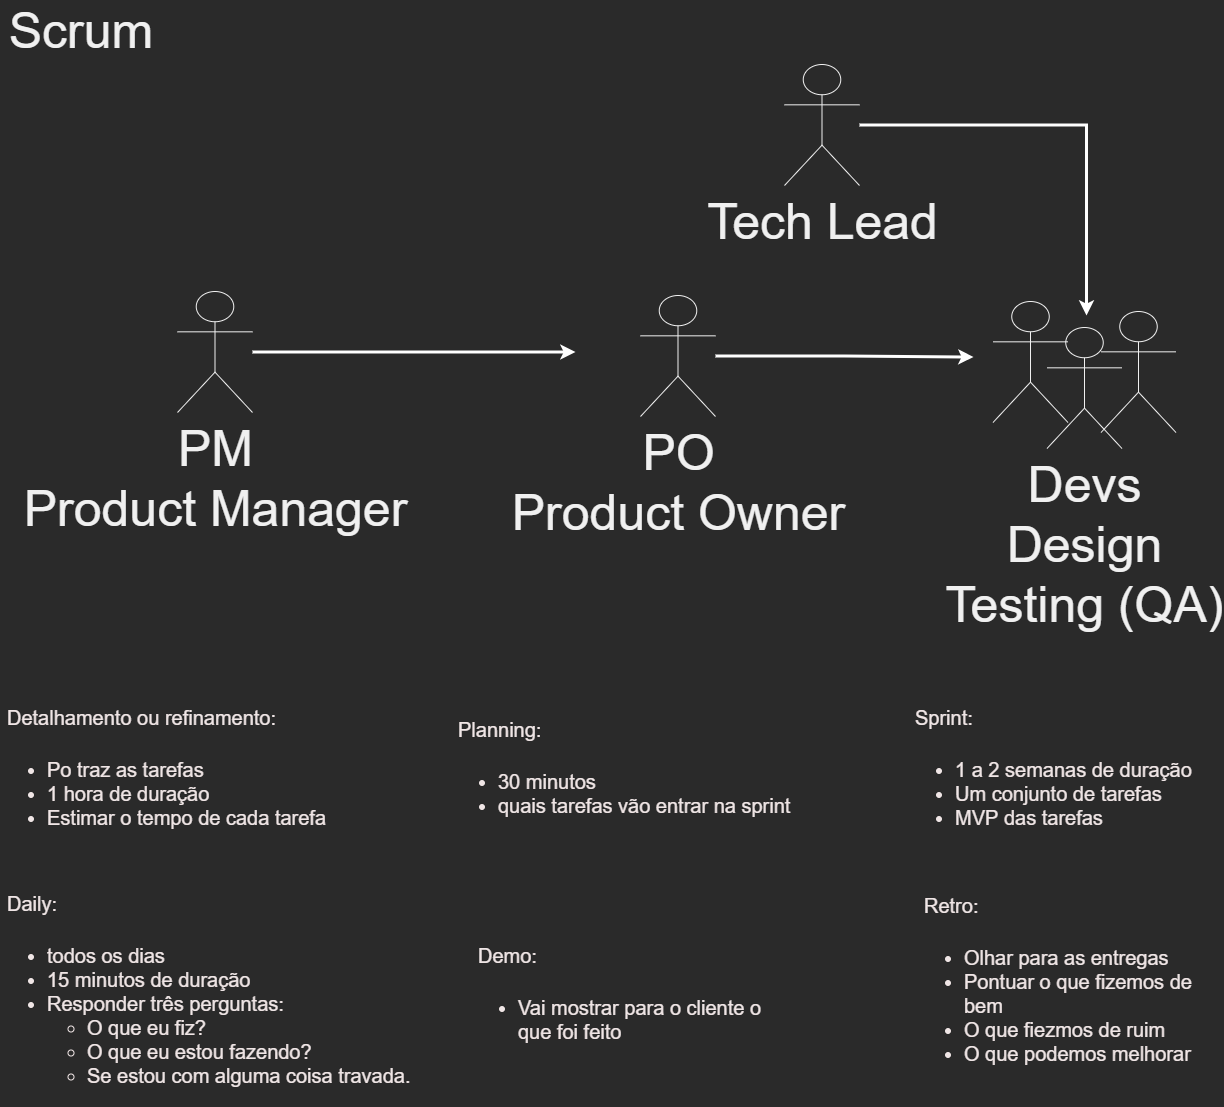 Scrum
Tech Lead
PM
Product Manager
PO
Product Owner
Devs
Design
Testing (QA)
Detalhamento ou refinamento:
Po traz as tarefas
1 hora de duração
Estimar o tempo de cada tarefa
Planning:
30 minutos
quais tarefas vão entrar na sprint
Sprint:
1 a 2 semanas de duração
Um conjunto de tarefas
MVP das tarefas
Daily:
todos os dias
15 minutos de duração
Responder três perguntas:
O que eu fiz?
O que eu estou fazendo?
Se estou com alguma coisa travada.
Demo:
Vai mostrar para o cliente o
que foi feito
Retro:
Olhar para as entregas
Pontuar o que fizemos de
bem
O que fiezmos de ruim
O que podemos melhorar